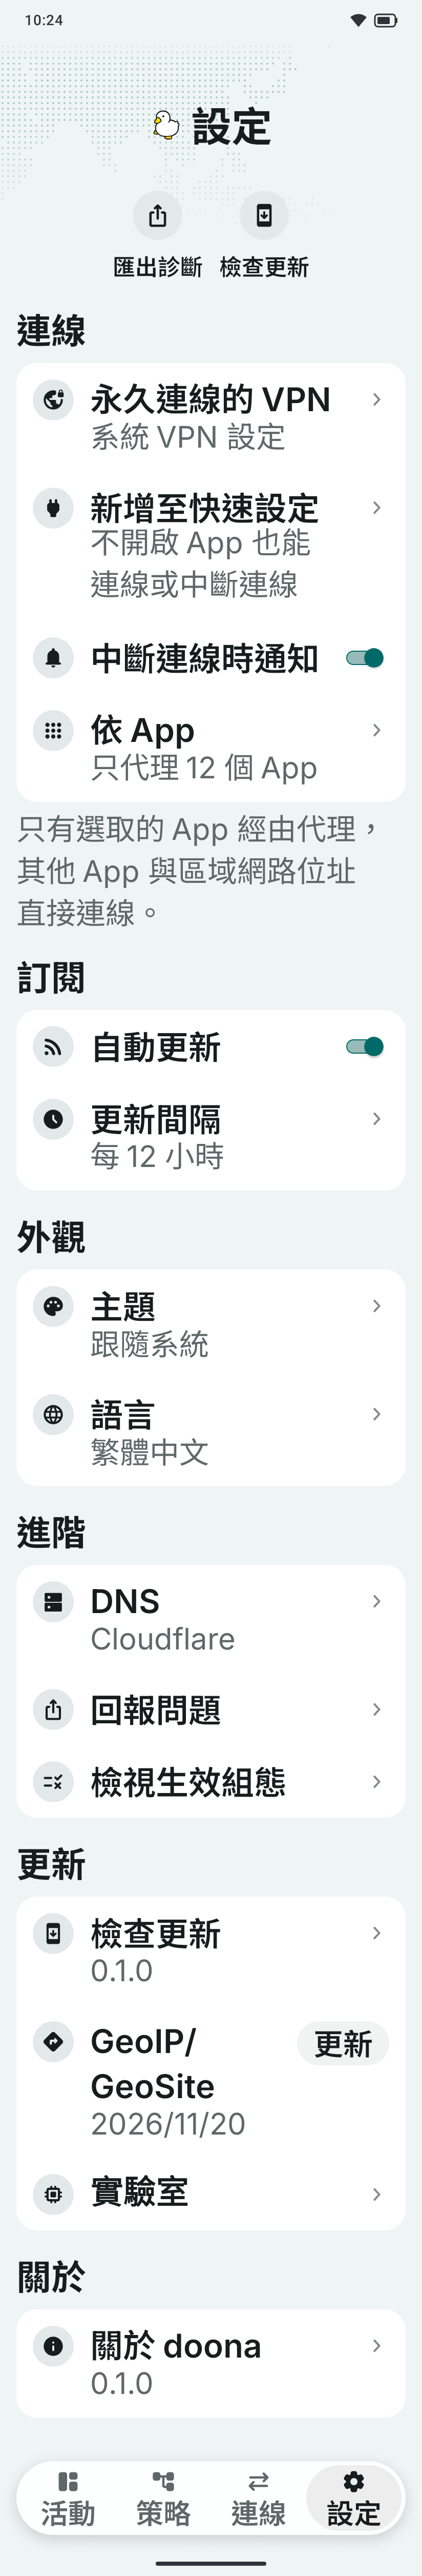 10:24
設定
匯出診斷
檢查更新
連線
永久連線的 VPN
系統 VPN 設定
新增至快速設定
不開啟 App 也能
連線或中斷連線
中斷連線時通知
依 App
只代理 12 個 App
只有選取的 App 經由代理，
其他 App 與區域網路位址
直接連線。
訂閱
自動更新
更新間隔
每 12 小時
外觀
主題
跟隨系統
語言
繁體中文
進階
DNS
Cloudflare
回報問題
檢視生效組態
更新
檢查更新
0.1.0
GeoIP/
GeoSite
更新
2026/11/20
實驗室
關於
關於 doona
0.1.0
活動
策略
連線
設定